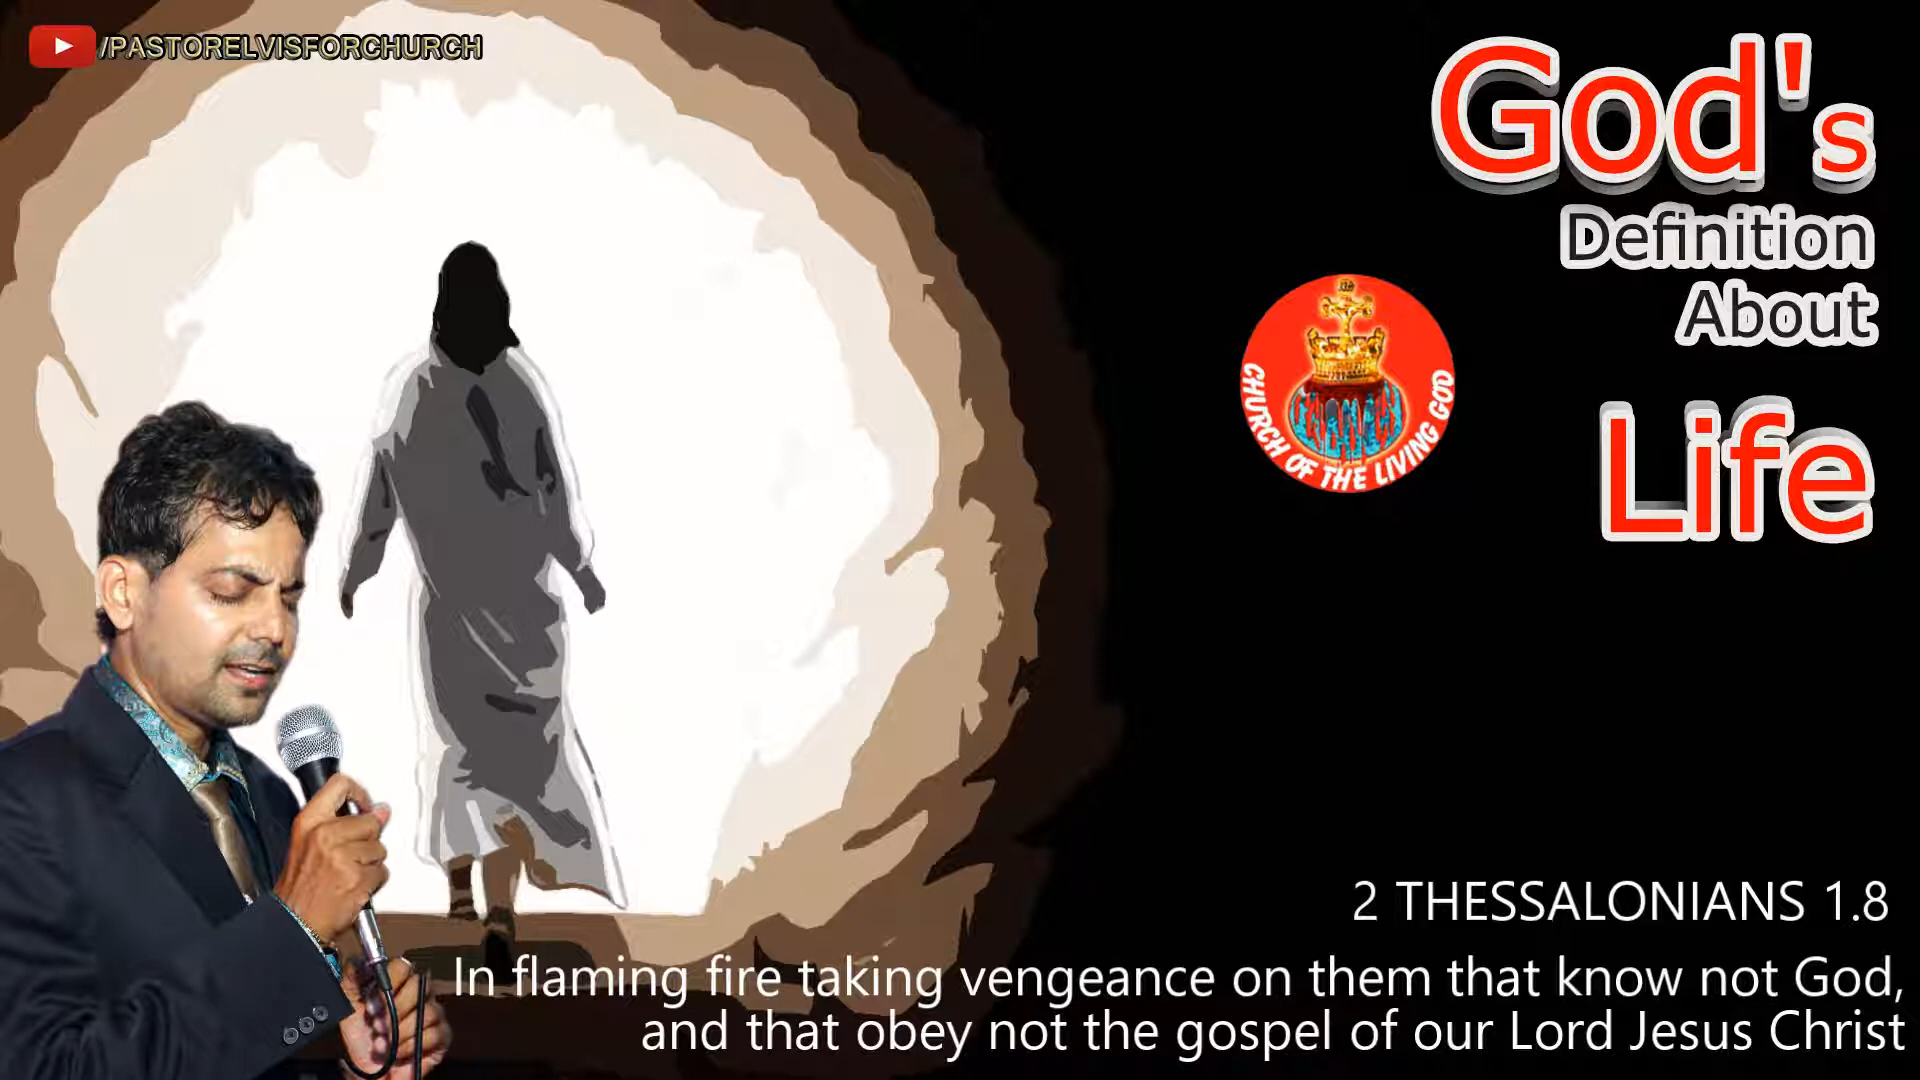 /PASTORELVISFORCHURCH
God's
Definition
About
Life
CHURCH OF THE LIVING GOD
2 THESSALONIANS 1.8
In flaming fire taking vengeance on them that know not God,
and that obey not the gospel of our Lord Jesus Christ